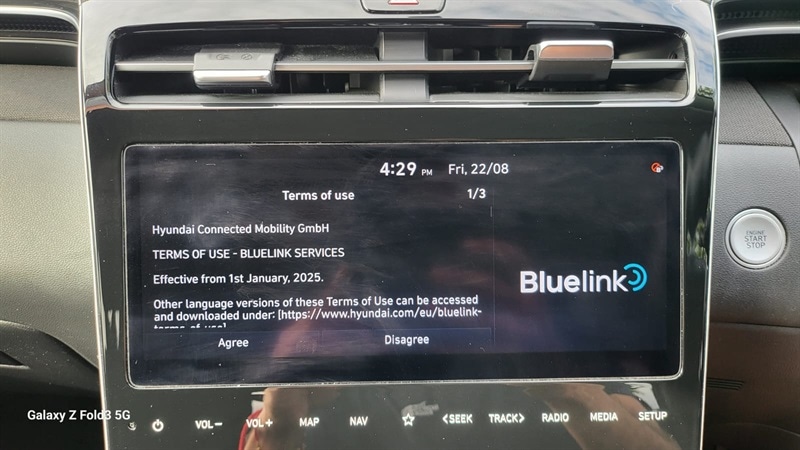 4:29 PM Fri, 22/08
Terms of use 1/3
Hyundai Connected Mobility GmbH
TERMS OF USE - BLUELINK SERVICES
Effective from 1st January, 2025.
Other language versions of these Terms of Use can be accessed
and downloaded under: [https://www.hyundai.com/eu/bluelink-
terms-of-use]
Agree Disagree
Bluelink
ENGINE
START
STOP
VOL− VOL+ MAP NAV <SEEK TRACK> RADIO MEDIA SETUP
Galaxy Z Fold3 5G